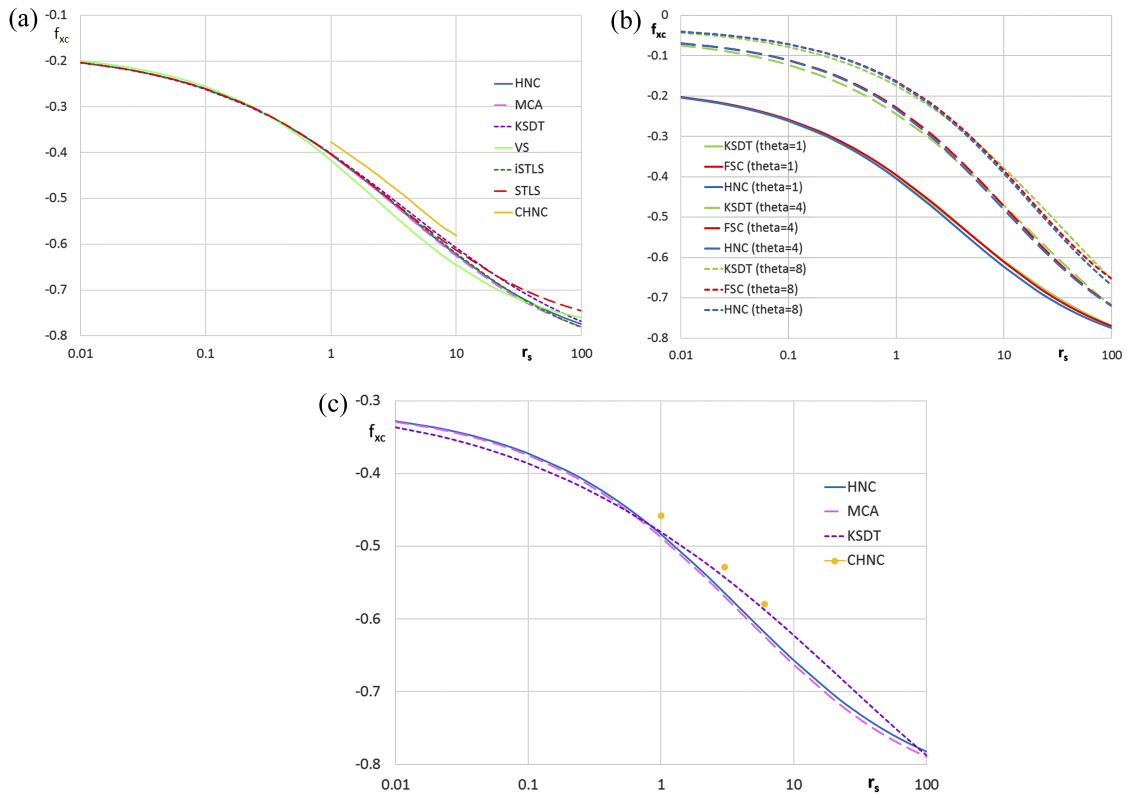 (a)
-0.1
f_xc
-0.2
-0.3
-0.4
-0.5
-0.6
-0.7
-0.8
HNC
MCA
KSDT
VS
iSTLS
STLS
CHNC
0.01
0.1
1
10
r_s
100
(b)
0
f_xc
-0.1
-0.2
-0.3
-0.4
-0.5
-0.6
-0.7
-0.8
KSDT (theta=1)
FSC (theta=1)
HNC (theta=1)
KSDT (theta=4)
FSC (theta=4)
HNC (theta=4)
KSDT (theta=8)
FSC (theta=8)
HNC (theta=8)
0.01
0.1
1
10
r_s
100
(c)
-0.3
f_xc
-0.4
-0.5
-0.6
-0.7
-0.8
HNC
MCA
KSDT
CHNC
0.01
0.1
1
10
r_s
100